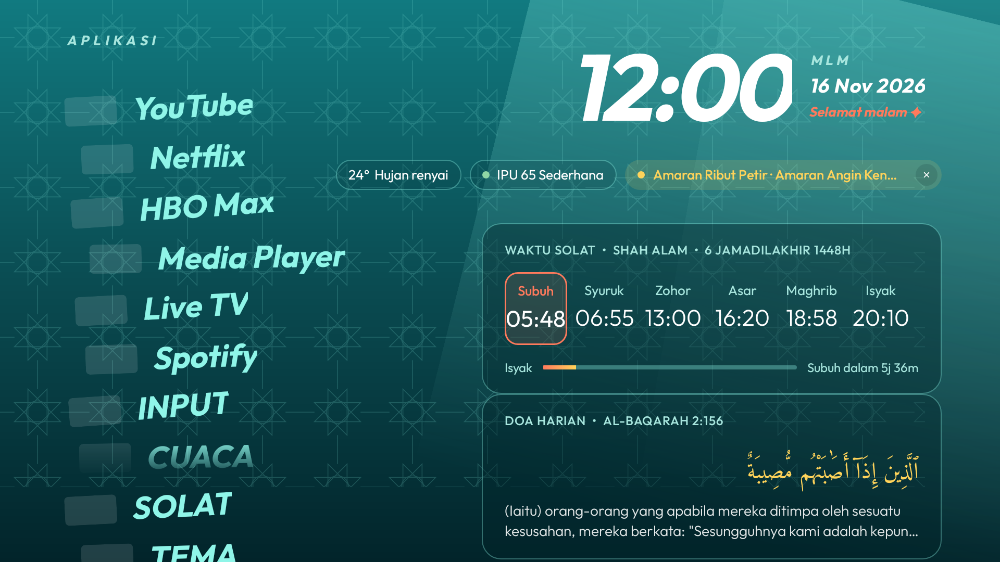 APLIKASI
YouTube
Netflix
HBO Max
Media Player
Live TV
Spotify
INPUT
CUACA
SOLAT
TEMA
12:00
MLM
16 Nov 2026
Selamat malam ✦
24° Hujan renyai
IPU 65 Sederhana
Amaran Ribut Petir · Amaran Angin Ken...
×
WAKTU SOLAT • SHAH ALAM • 6 JAMADILAKHIR 1448H
Subuh Syuruk Zohor Asar Maghrib Isyak
05:48 06:55 13:00 16:20 18:58 20:10
Isyak Subuh dalam 5j 36m
DOA HARIAN • AL-BAQARAH 2:156
ٱلَّذِينَ إِذَآ أَصَٰبَتْهُم مُّصِيبَةٌ
(Iaitu) orang-orang yang apabila mereka ditimpa oleh sesuatu
kesusahan, mereka berkata: "Sesungguhnya kami adalah kepun...